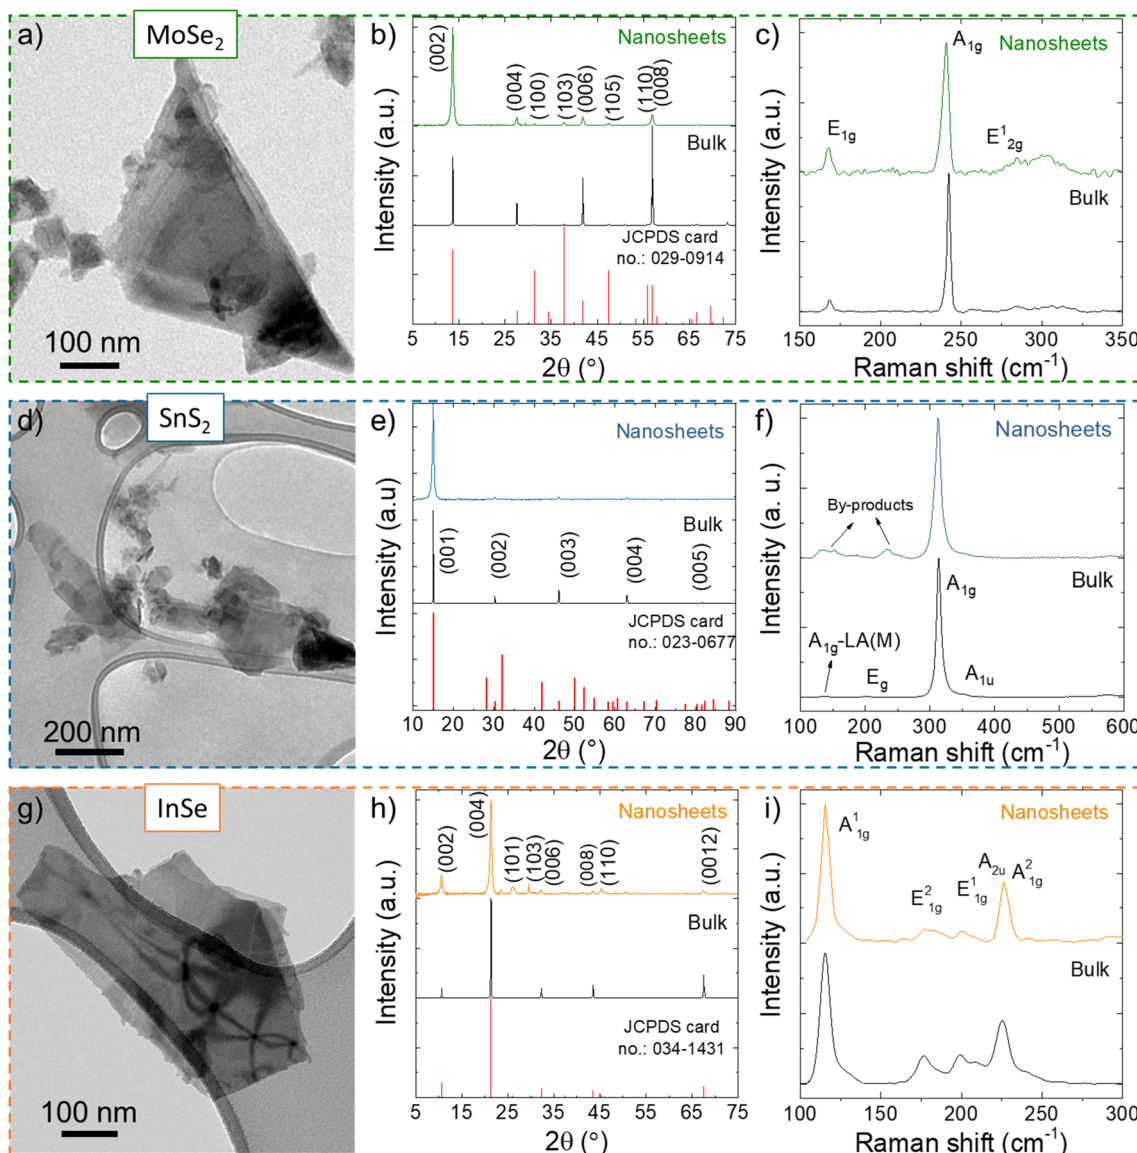 a)
MoSe2
100 nm
b)
Nanosheets
(002)
(004)
(100)
(103)
(006)
(105)
(110)
(008)
Bulk
JCPDS card
no.: 029-0914
Intensity (a.u.)
5 15 25 35 45 55 65 75
2θ (°)
c)
Nanosheets
A1g
E1g
E12g
Bulk
Intensity (a.u.)
150 200 250 300 350
Raman shift (cm-1)
d)
SnS2
200 nm
e)
Nanosheets
Bulk
(001)
(002)
(003)
(004)
(005)
JCPDS card
no.: 023-0677
Intensity (a.u)
10 20 30 40 50 60 70 80 90
2θ (°)
f)
Nanosheets
By-products
Bulk
A1g
A1g-LA(M)
Eg
A1u
Intensity (a. u.)
100 200 300 400 500 600
Raman shift (cm-1)
g)
InSe
100 nm
h)
Nanosheets
(002)
(004)
(101)
(103)
(006)
(008)
(110)
(0012)
Bulk
JCPDS card
no.: 034-1431
Intensity (a.u.)
5 15 25 35 45 55 65 75
2θ (°)
i)
Nanosheets
A11g
E21g
E11g
A2u
A21g
Bulk
Intensity (a.u.)
100 150 200 250 300
Raman shift (cm-1)